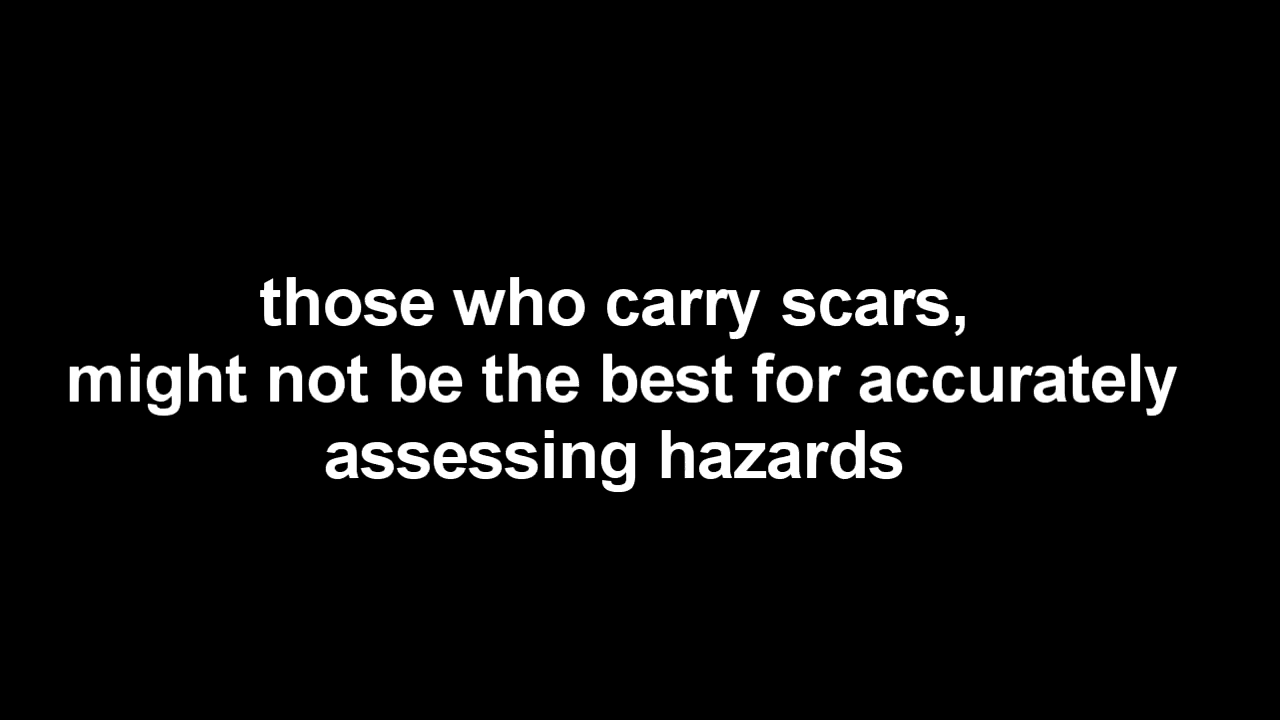 those who carry scars,
might not be the best for accurately
assessing hazards